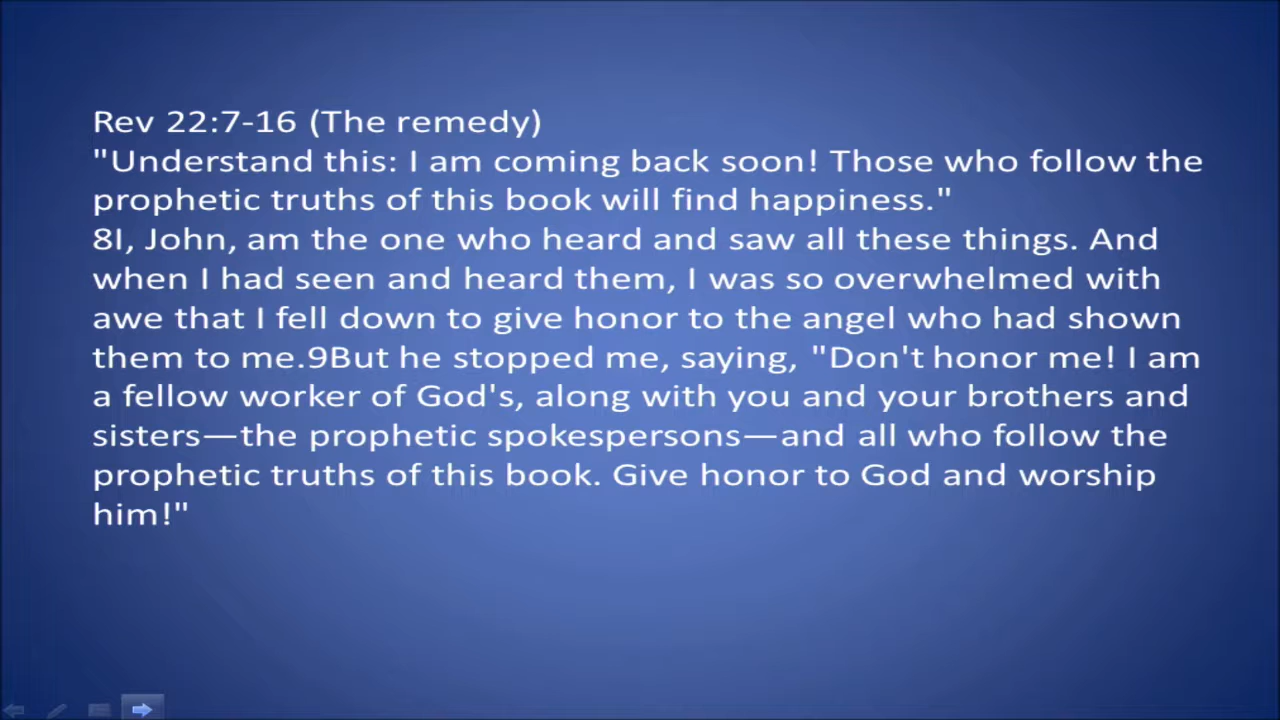 Rev 22:7-16 (The remedy)
"Understand this: I am coming back soon! Those who follow the
prophetic truths of this book will find happiness."
8I, John, am the one who heard and saw all these things. And
when I had seen and heard them, I was so overwhelmed with
awe that I fell down to give honor to the angel who had shown
them to me.9But he stopped me, saying, "Don't honor me! I am
a fellow worker of God's, along with you and your brothers and
sisters—the prophetic spokespersons—and all who follow the
prophetic truths of this book. Give honor to God and worship
him!"